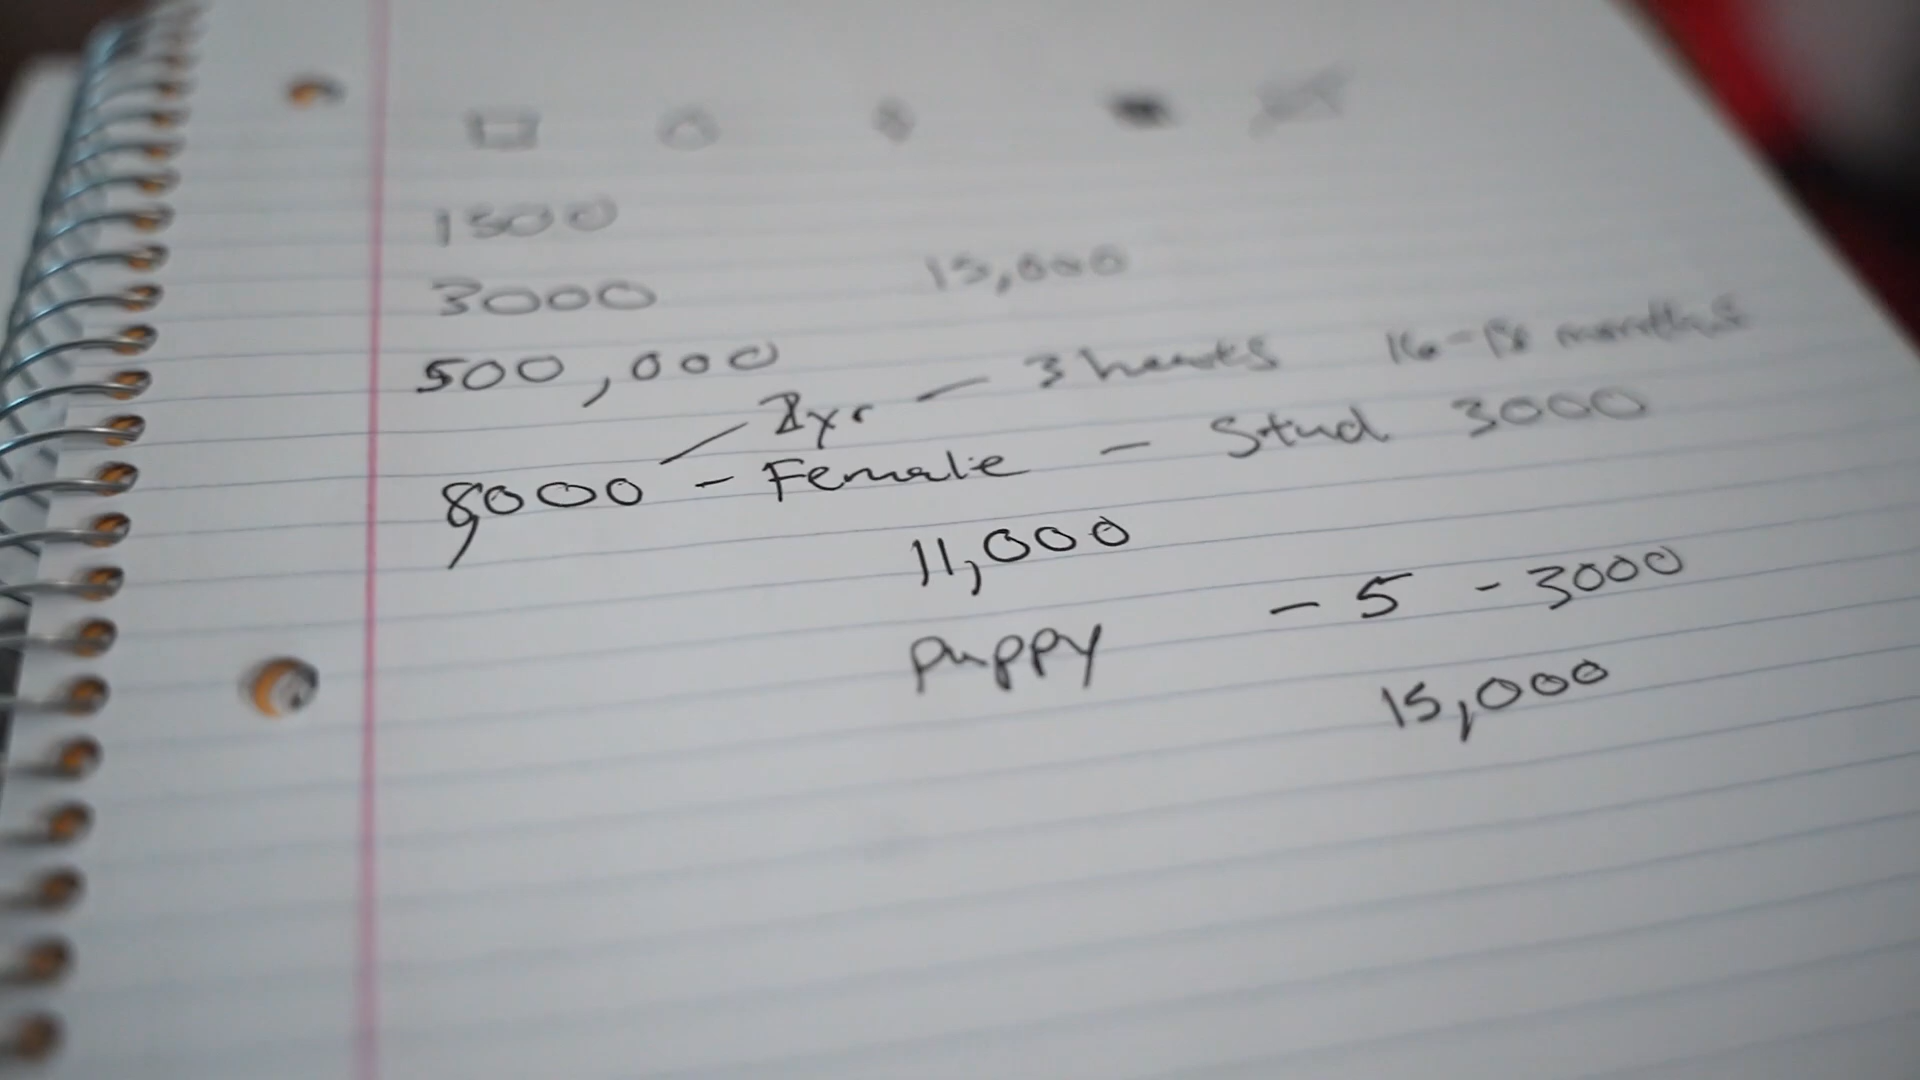 1500
3000 15,000
500,000
2yr — 3 heats 16-18 months
8000 - Female - Stud 3000
11,000
puppy - 5 - 3000
15,000